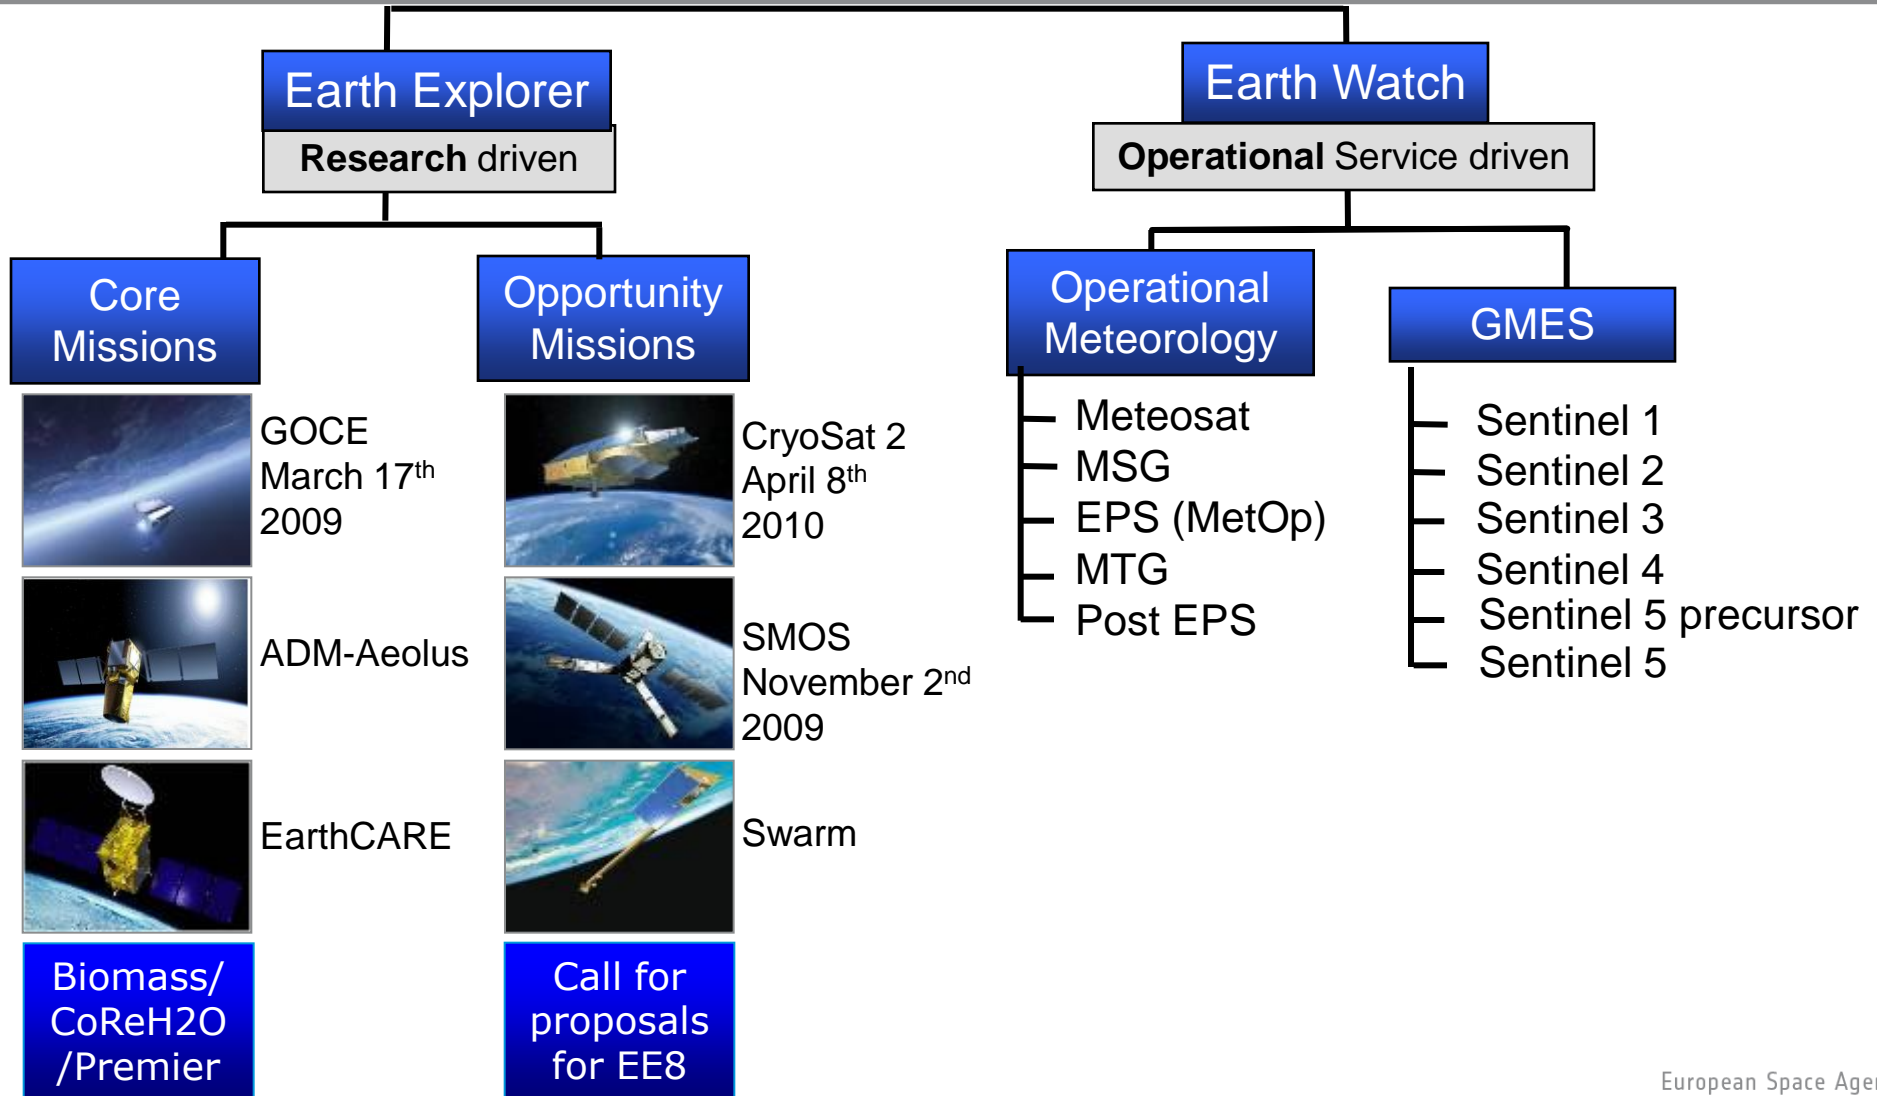 Earth Explorer
Research driven
Core
Missions
GOCE
March 17th
2009
ADM-Aeolus
EarthCARE
Biomass/
CoReH2O
/Premier
Opportunity
Missions
CryoSat 2
April 8th
2010
SMOS
November 2nd
2009
Swarm
Call for
proposals
for EE8
Earth Watch
Operational Service driven
Operational
Meteorology
Meteosat
MSG
EPS (MetOp)
MTG
Post EPS
GMES
Sentinel 1
Sentinel 2
Sentinel 3
Sentinel 4
Sentinel 5 precursor
Sentinel 5
European Space Agen